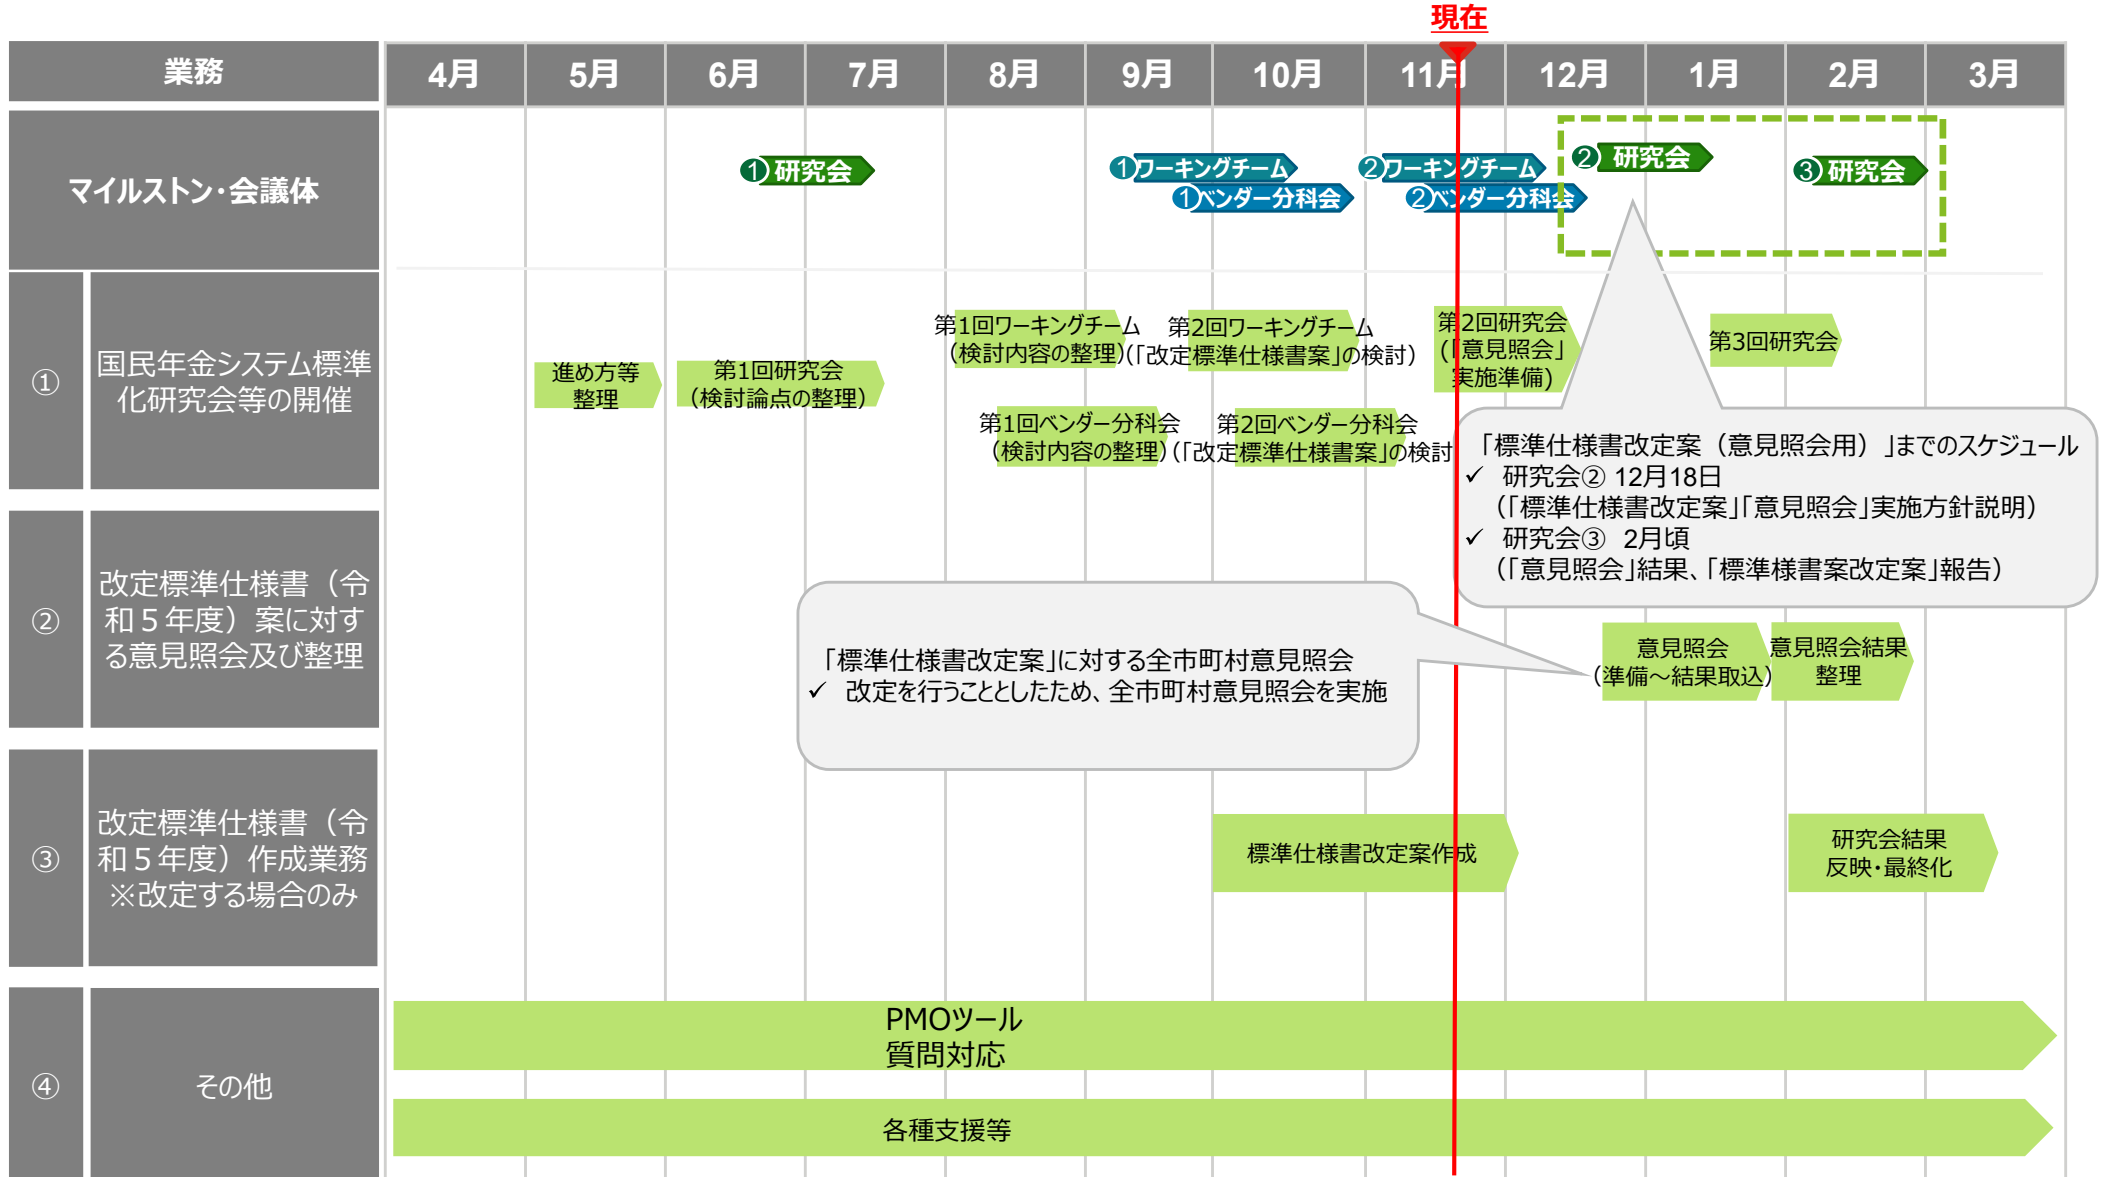 現在
業務
4月
5月
6月
7月
8月
9月
10月
11月
12月
1月
2月
3月
マイルストン・会議体
① 研究会
①ワーキングチーム
①ベンダー分科会
②ワーキングチーム
②ベンダー分科会
② 研究会
③ 研究会
①
国民年金システム標準
化研究会等の開催
進め方等
整理
第1回研究会
（検討論点の整理）
第1回ワーキングチーム
（検討内容の整理）
第2回ワーキングチーム
（「改定標準仕様書案」の検討）
第1回ベンダー分科会
（検討内容の整理）
第2回ベンダー分科会
（「改定標準仕様書案」の検討
第2回研究会
（「意見照会」
実施準備)
第3回研究会
「標準仕様書改定案（意見照会用）」までのスケジュール
✓ 研究会② 12月18日
（「標準仕様書改定案」「意見照会」実施方針説明）
✓ 研究会③ 2月頃
（「意見照会」結果、「標準様書案改定案」報告）
②
改定標準仕様書（令
和５年度）案に対す
る意見照会及び整理
「標準仕様書改定案」に対する全市町村意見照会
✓ 改定を行うこととしたため、全市町村意見照会を実施
意見照会
（準備～結果取込）
意見照会結果
整理
③
改定標準仕様書（令
和５年度）作成業務
※改定する場合のみ
標準仕様書改定案作成
研究会結果
反映・最終化
④
その他
PMOツール
質問対応
各種支援等